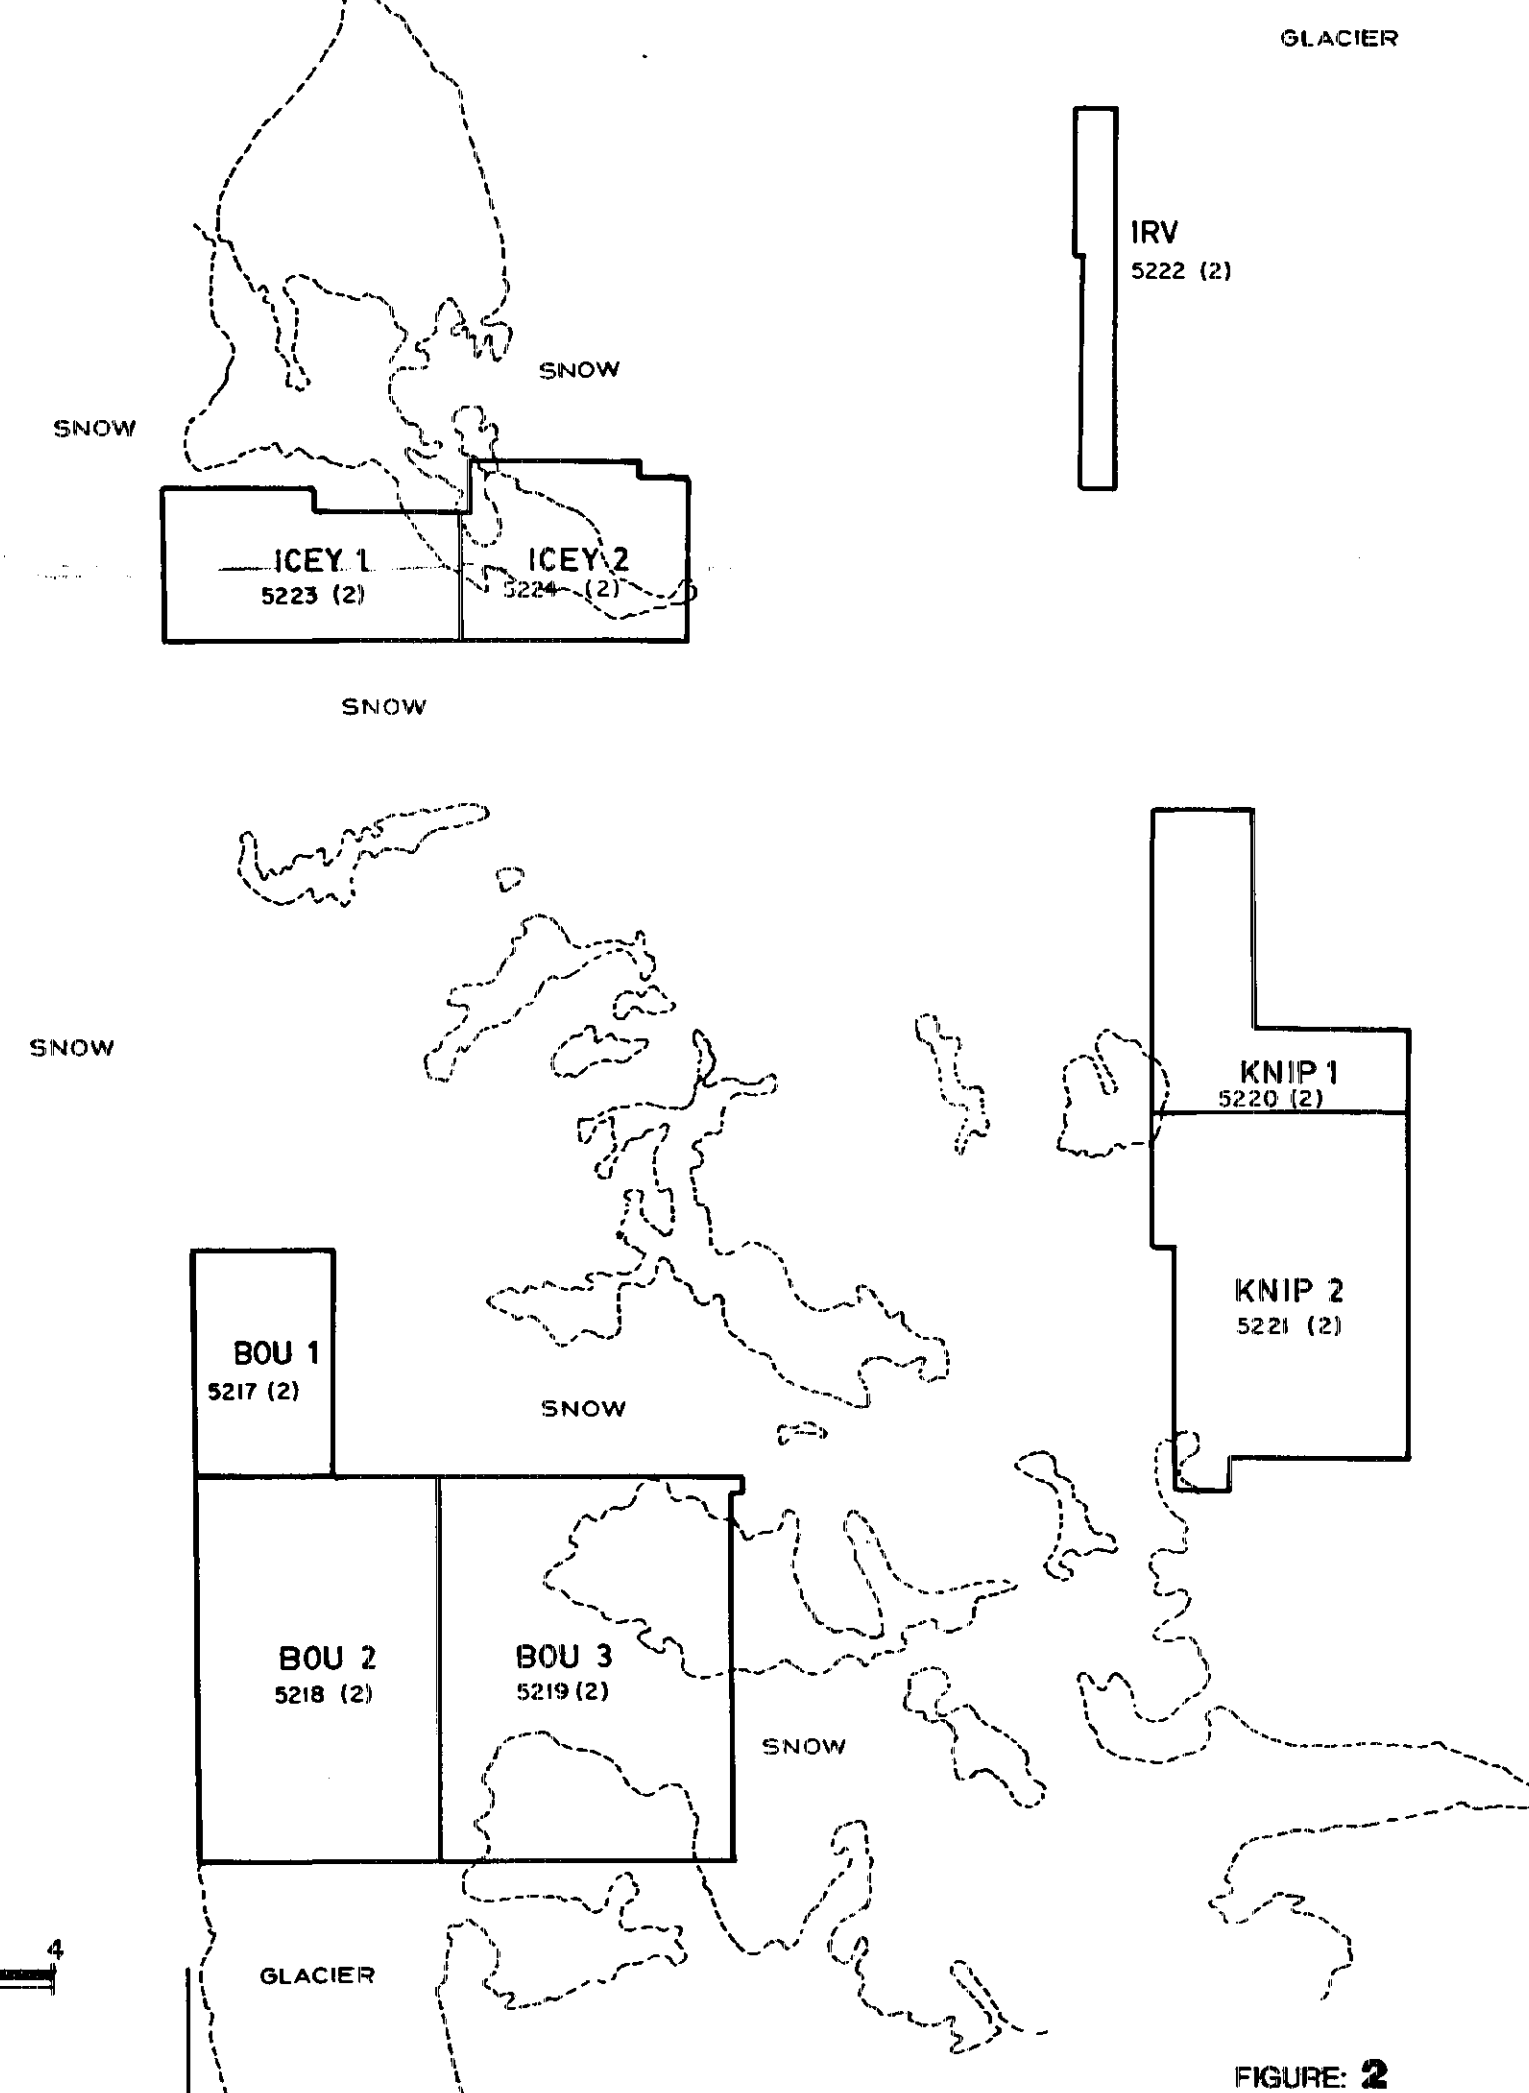 GLACIER
IRV
5222 (2)
SNOW
SNOW
ICEY 1
5223 (2)
ICEY 2
5224 (2)
SNOW
SNOW
KNIP 1
5220 (2)
KNIP 2
5221 (2)
BOU 1
5217 (2)
SNOW
BOU 2
5218 (2)
BOU 3
5219 (2)
SNOW
4
GLACIER
FIGURE: 2